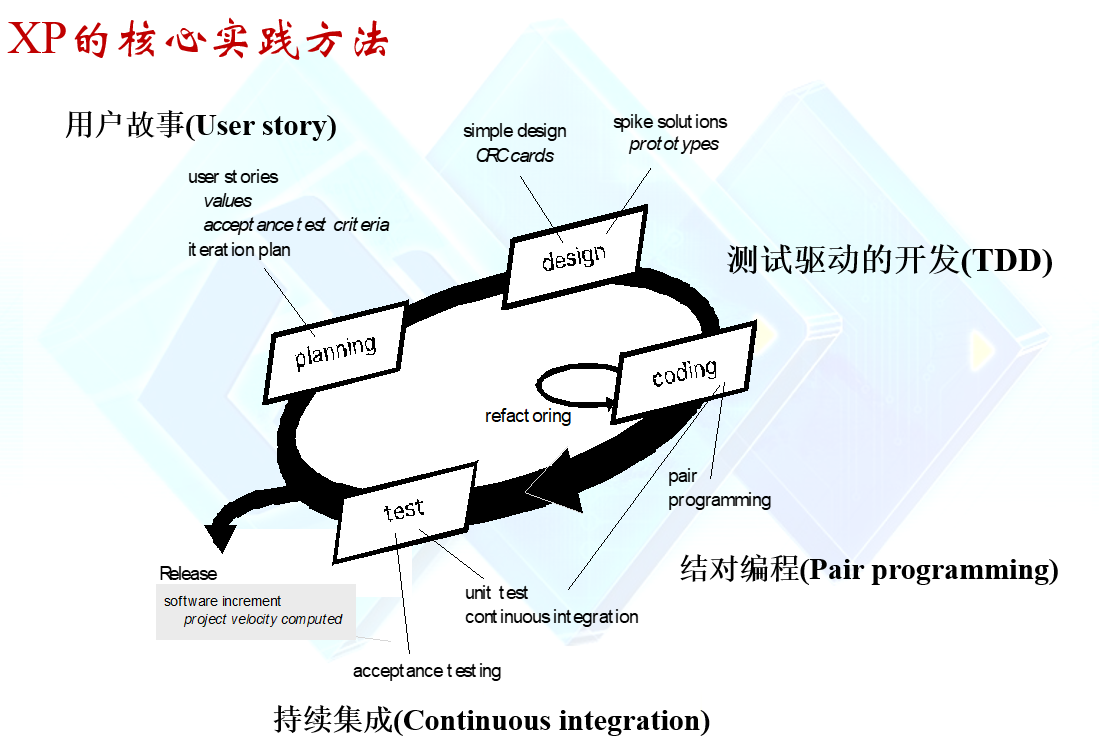 XP的核心实践方法
用户故事(User story)
simple design
CRC cards
spike solutions
prototypes
user stories
values
acceptance test criteria
iteration plan
design
测试驱动的开发(TDD)
planning
coding
refactoring
pair
programming
test
结对编程(Pair programming)
Release
software increment
project velocity computed
unit test
continuous integration
acceptance testing
持续集成(Continuous integration)